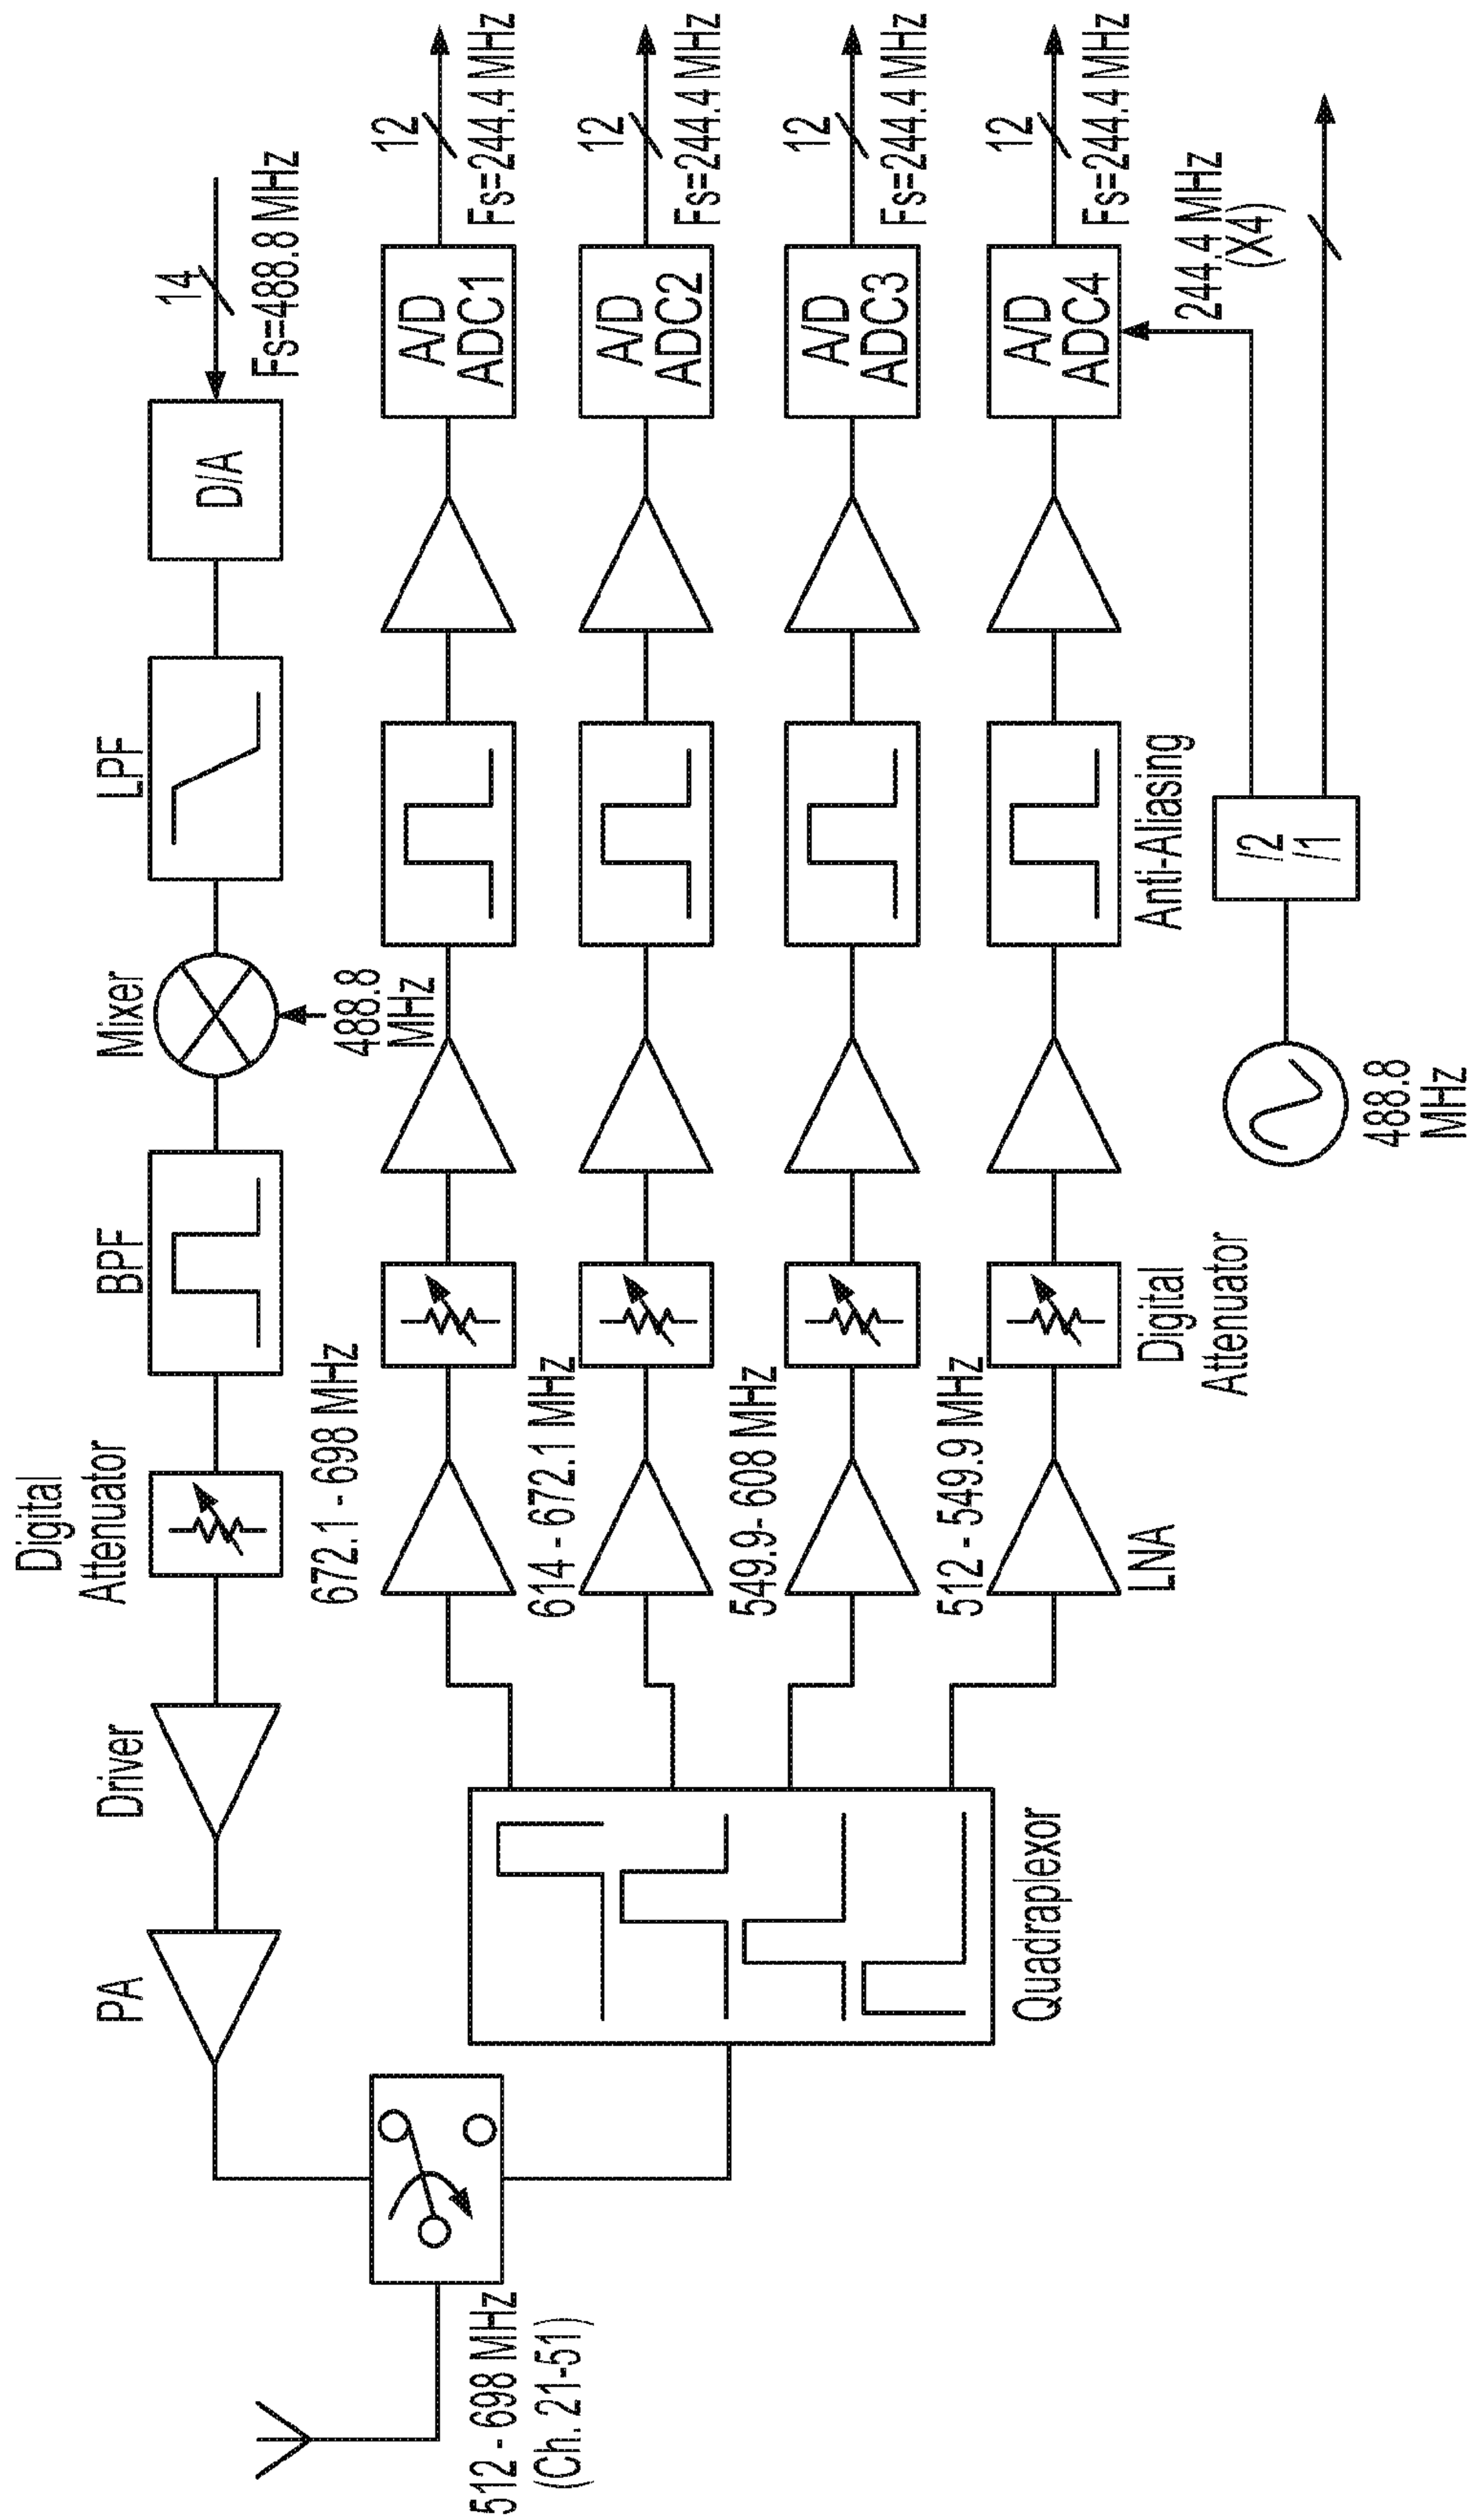 Digital
Attenuator
PA
Driver
BPF
Mixer
LPF
D/A
14
Fs=488.8 MHz
488.8
MHz
672.1 - 698 MHz
A/D
ADC1
12
Fs=244.4 MHz
614 - 672.1 MHz
A/D
ADC2
12
Fs=244.4 MHz
549.9- 608 MHz
A/D
ADC3
12
Fs=244.4 MHz
512 - 549.9 MHz
A/D
ADC4
12
Fs=244.4 MHz
512 - 698 MHz
(Ch. 21-51)
Quadraplexor
LNA
Digital
Attenuator
Anti-Aliasing
244.4 MHz
(X4)
/2
/1
488.8
MHz